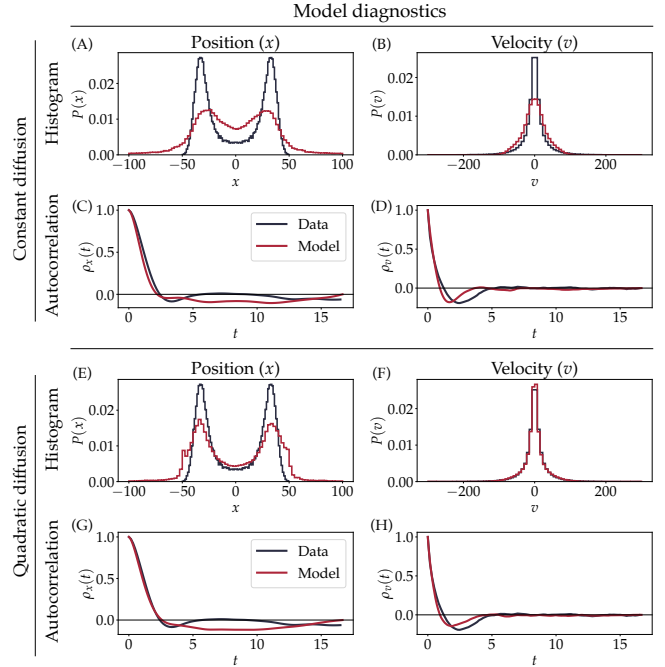 Model diagnostics
Constant diffusion
Histogram
(A) Position (x)
P(x)
0.02
0.01
0.00
−100 −50 0 50 100
x
(B) Velocity (v)
P(v)
0.02
0.01
0.00
−200 0 200
v
Autocorrelation
(C)
ρx(t)
1.0
0.5
0.0
0 5 10 15
t
Data
Model
(D)
ρv(t)
1.0
0.5
0.0
0 5 10 15
t
Quadratic diffusion
Histogram
(E) Position (x)
P(x)
0.02
0.01
0.00
−100 −50 0 50 100
x
(F) Velocity (v)
P(v)
0.02
0.01
0.00
−200 0 200
v
Autocorrelation
(G)
ρx(t)
1.0
0.5
0.0
0 5 10 15
t
Data
Model
(H)
ρv(t)
1.0
0.5
0.0
0 5 10 15
t